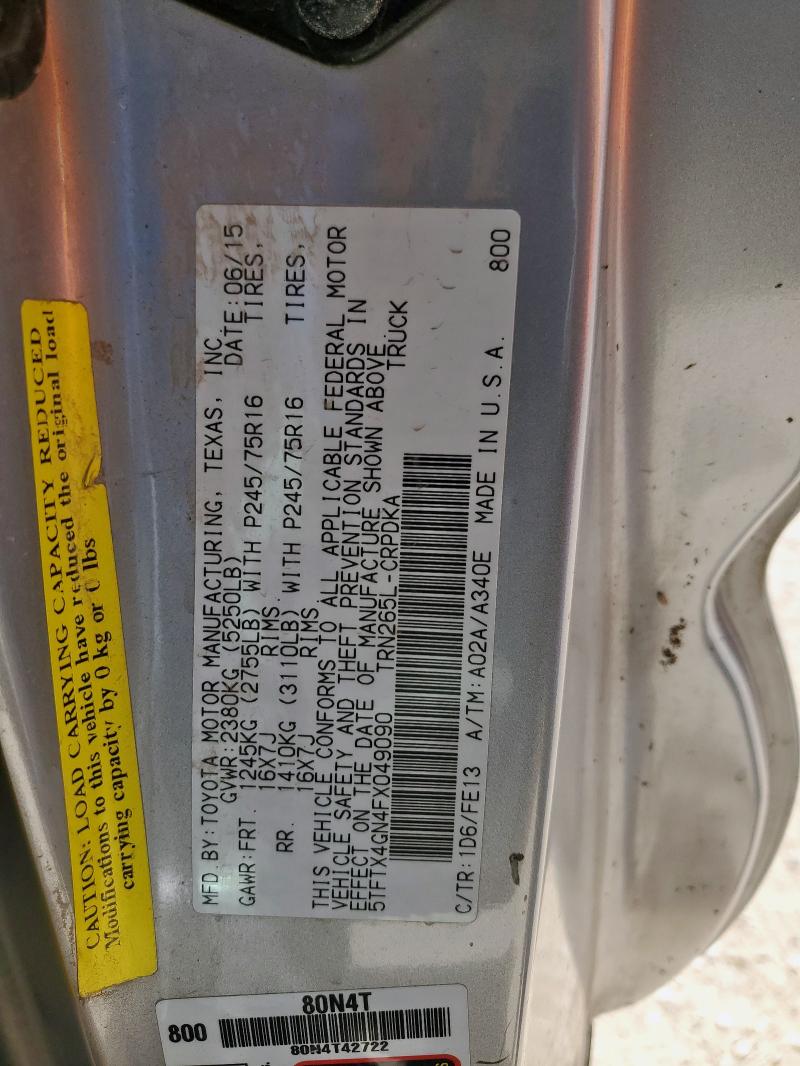 CAUTION: LOAD CARRYING CAPACITY REDUCED
Modifications to this vehicle have reduced the original load
carrying capacity by 0 kg or 0 lbs
MFD. BY: TOYOTA MOTOR MANUFACTURING, TEXAS, INC. DATE: 06/15
GVWR: 2380KG (5250LB)
GAWR: FRT. 1245KG (2755LB) WITH P245/75R16 TIRES,
16X7J RIMS.
RR. 1410KG (3110LB) WITH P245/75R16 TIRES,
16X7J RIMS.
THIS VEHICLE CONFORMS TO ALL APPLICABLE FEDERAL MOTOR
VEHICLE SAFETY AND THEFT PREVENTION STANDARDS IN
EFFECT ON THE DATE OF MANUFACTURE SHOWN ABOVE.
5TFTX4GN4FX049090 TRN265L-CRPDKA TRUCK
C/TR: 1D6/FE13 A/TM: A02A/A340E MADE IN U.S.A. 800
80N4T
800
80N4T42722